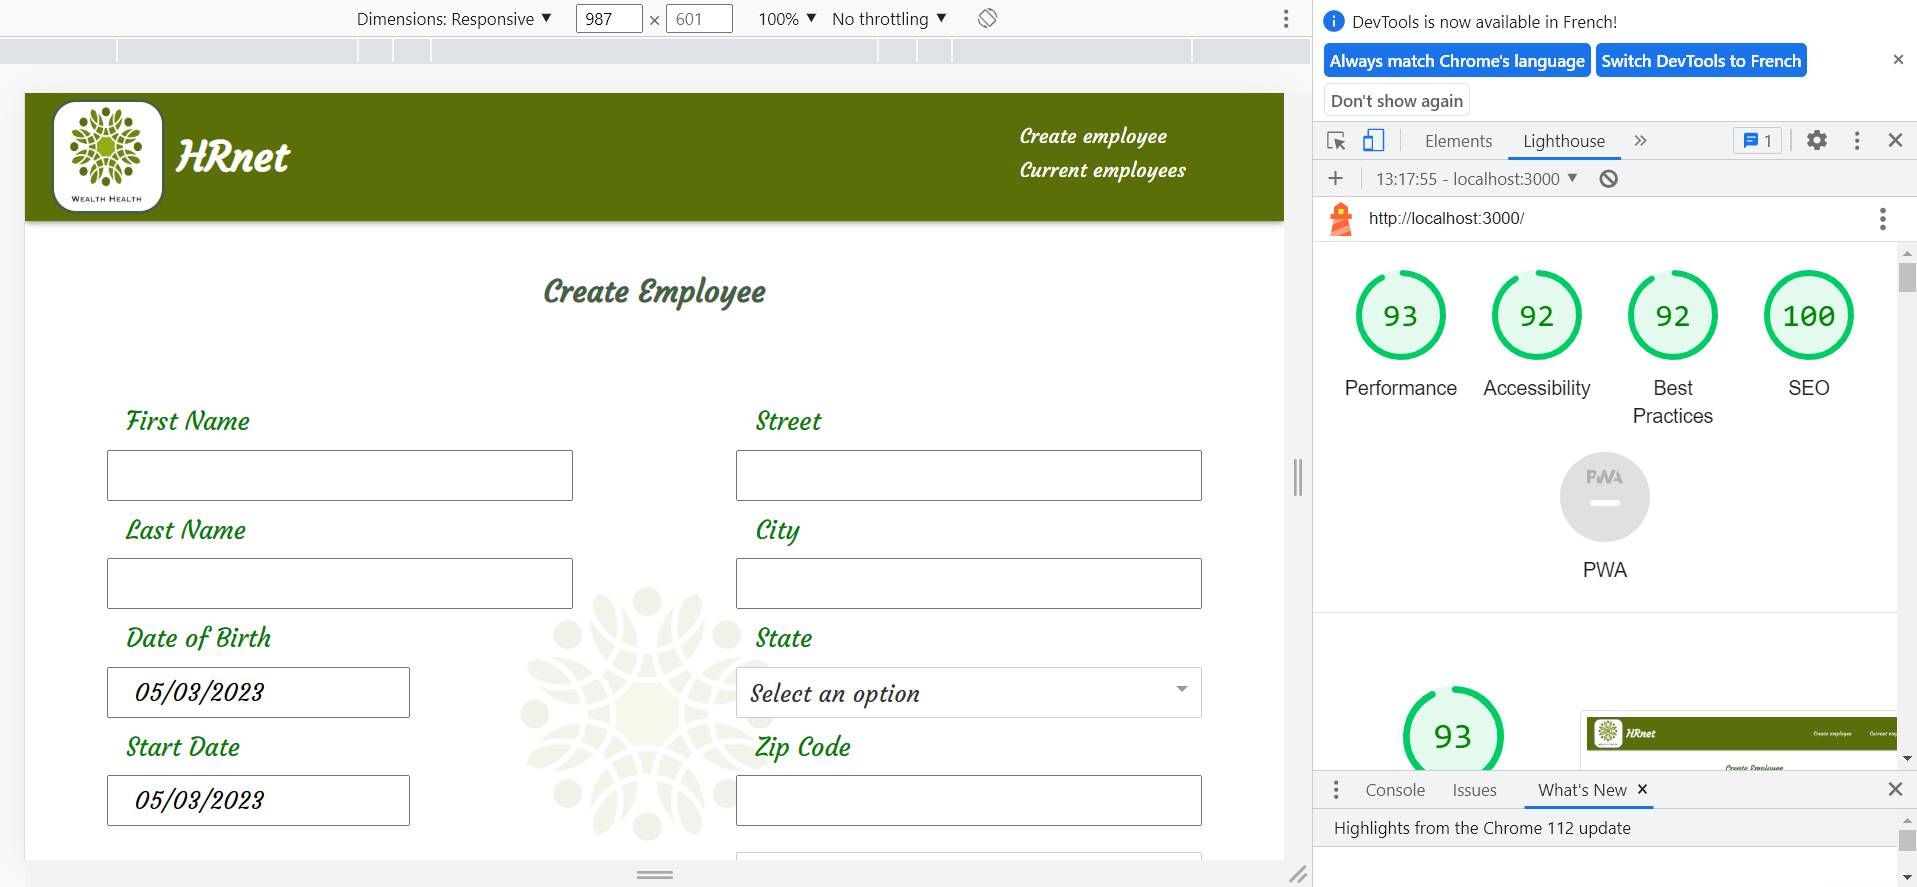 Dimensions: Responsive ▼ 987 × 601 100% ▼ No throttling ▼
WEALTH HEALTH
HRnet
Create employee
Current employees
Create Employee
First Name
Street
Last Name
City
Date of Birth
State
05/03/2023
Select an option
Start Date
Zip Code
05/03/2023
DevTools is now available in French!
Always match Chrome's language
Switch DevTools to French
Don't show again
Elements
Lighthouse
1
13:17:55 - localhost:3000 ▼
http://localhost:3000/
93
92
92
100
Performance
Accessibility
Best
Practices
SEO
PWA
PWA
93
HRnet
Create employee
Create Employee
Console
Issues
What's New
Highlights from the Chrome 112 update